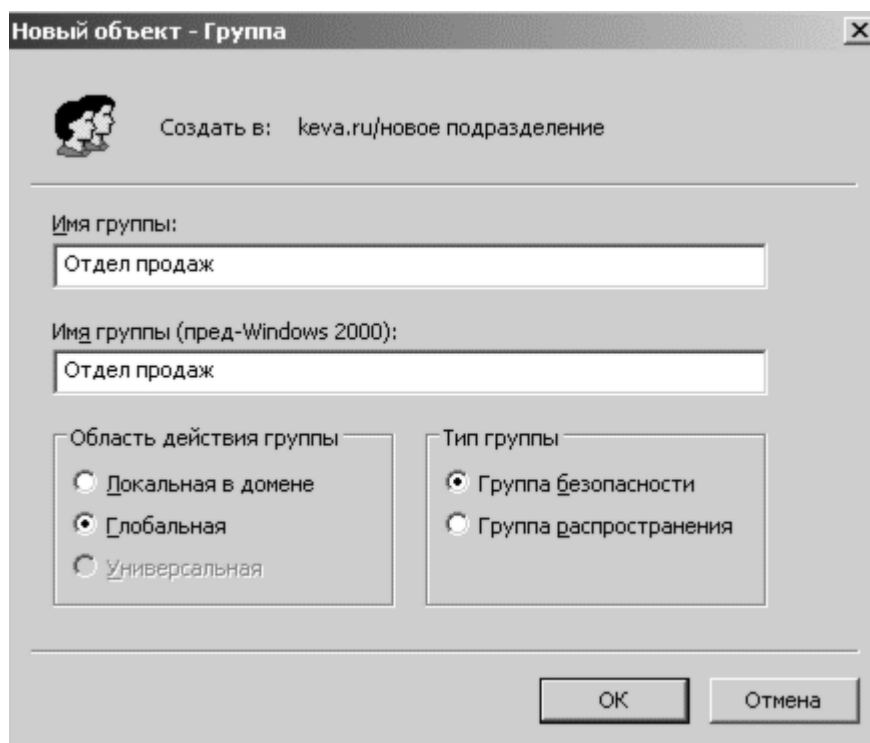 Новый объект - Группа
Создать в: keva.ru/новое подразделение
Имя группы:
Отдел продаж
Имя группы (пред-Windows 2000):
Отдел продаж
Область действия группы
Локальная в домене
Глобальная
Универсальная
Тип группы
Группа безопасности
Группа распространения
OK
Отмена